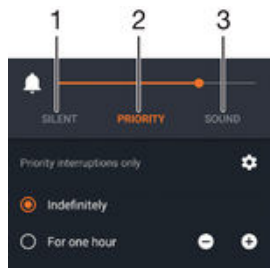 1 2 3
SILENT PRIORITY SOUND
Priority interruptions only
Indefinitely
For one hour